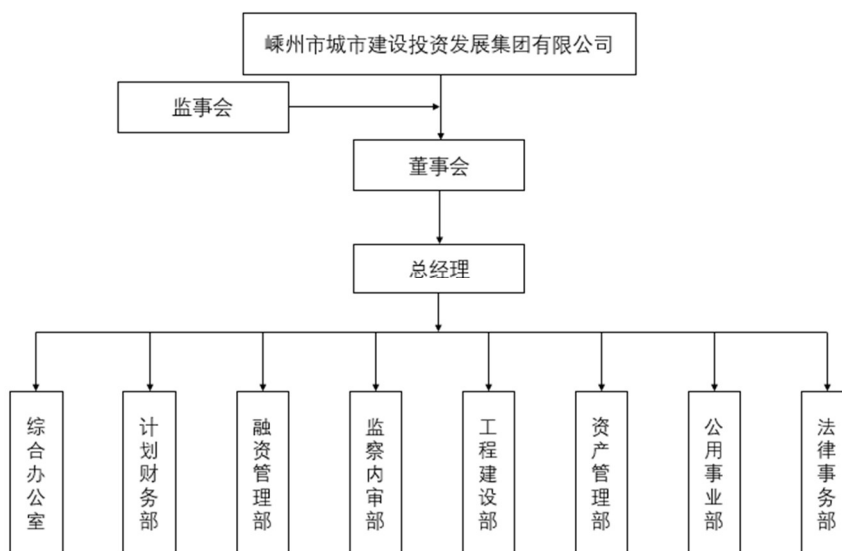 嵊州市城市建设投资发展集团有限公司
监事会
董事会
总经理
综合办公室
计划财务部
融资管理部
监察内审部
工程建设部
资产管理部
公用事业部
法律事务部